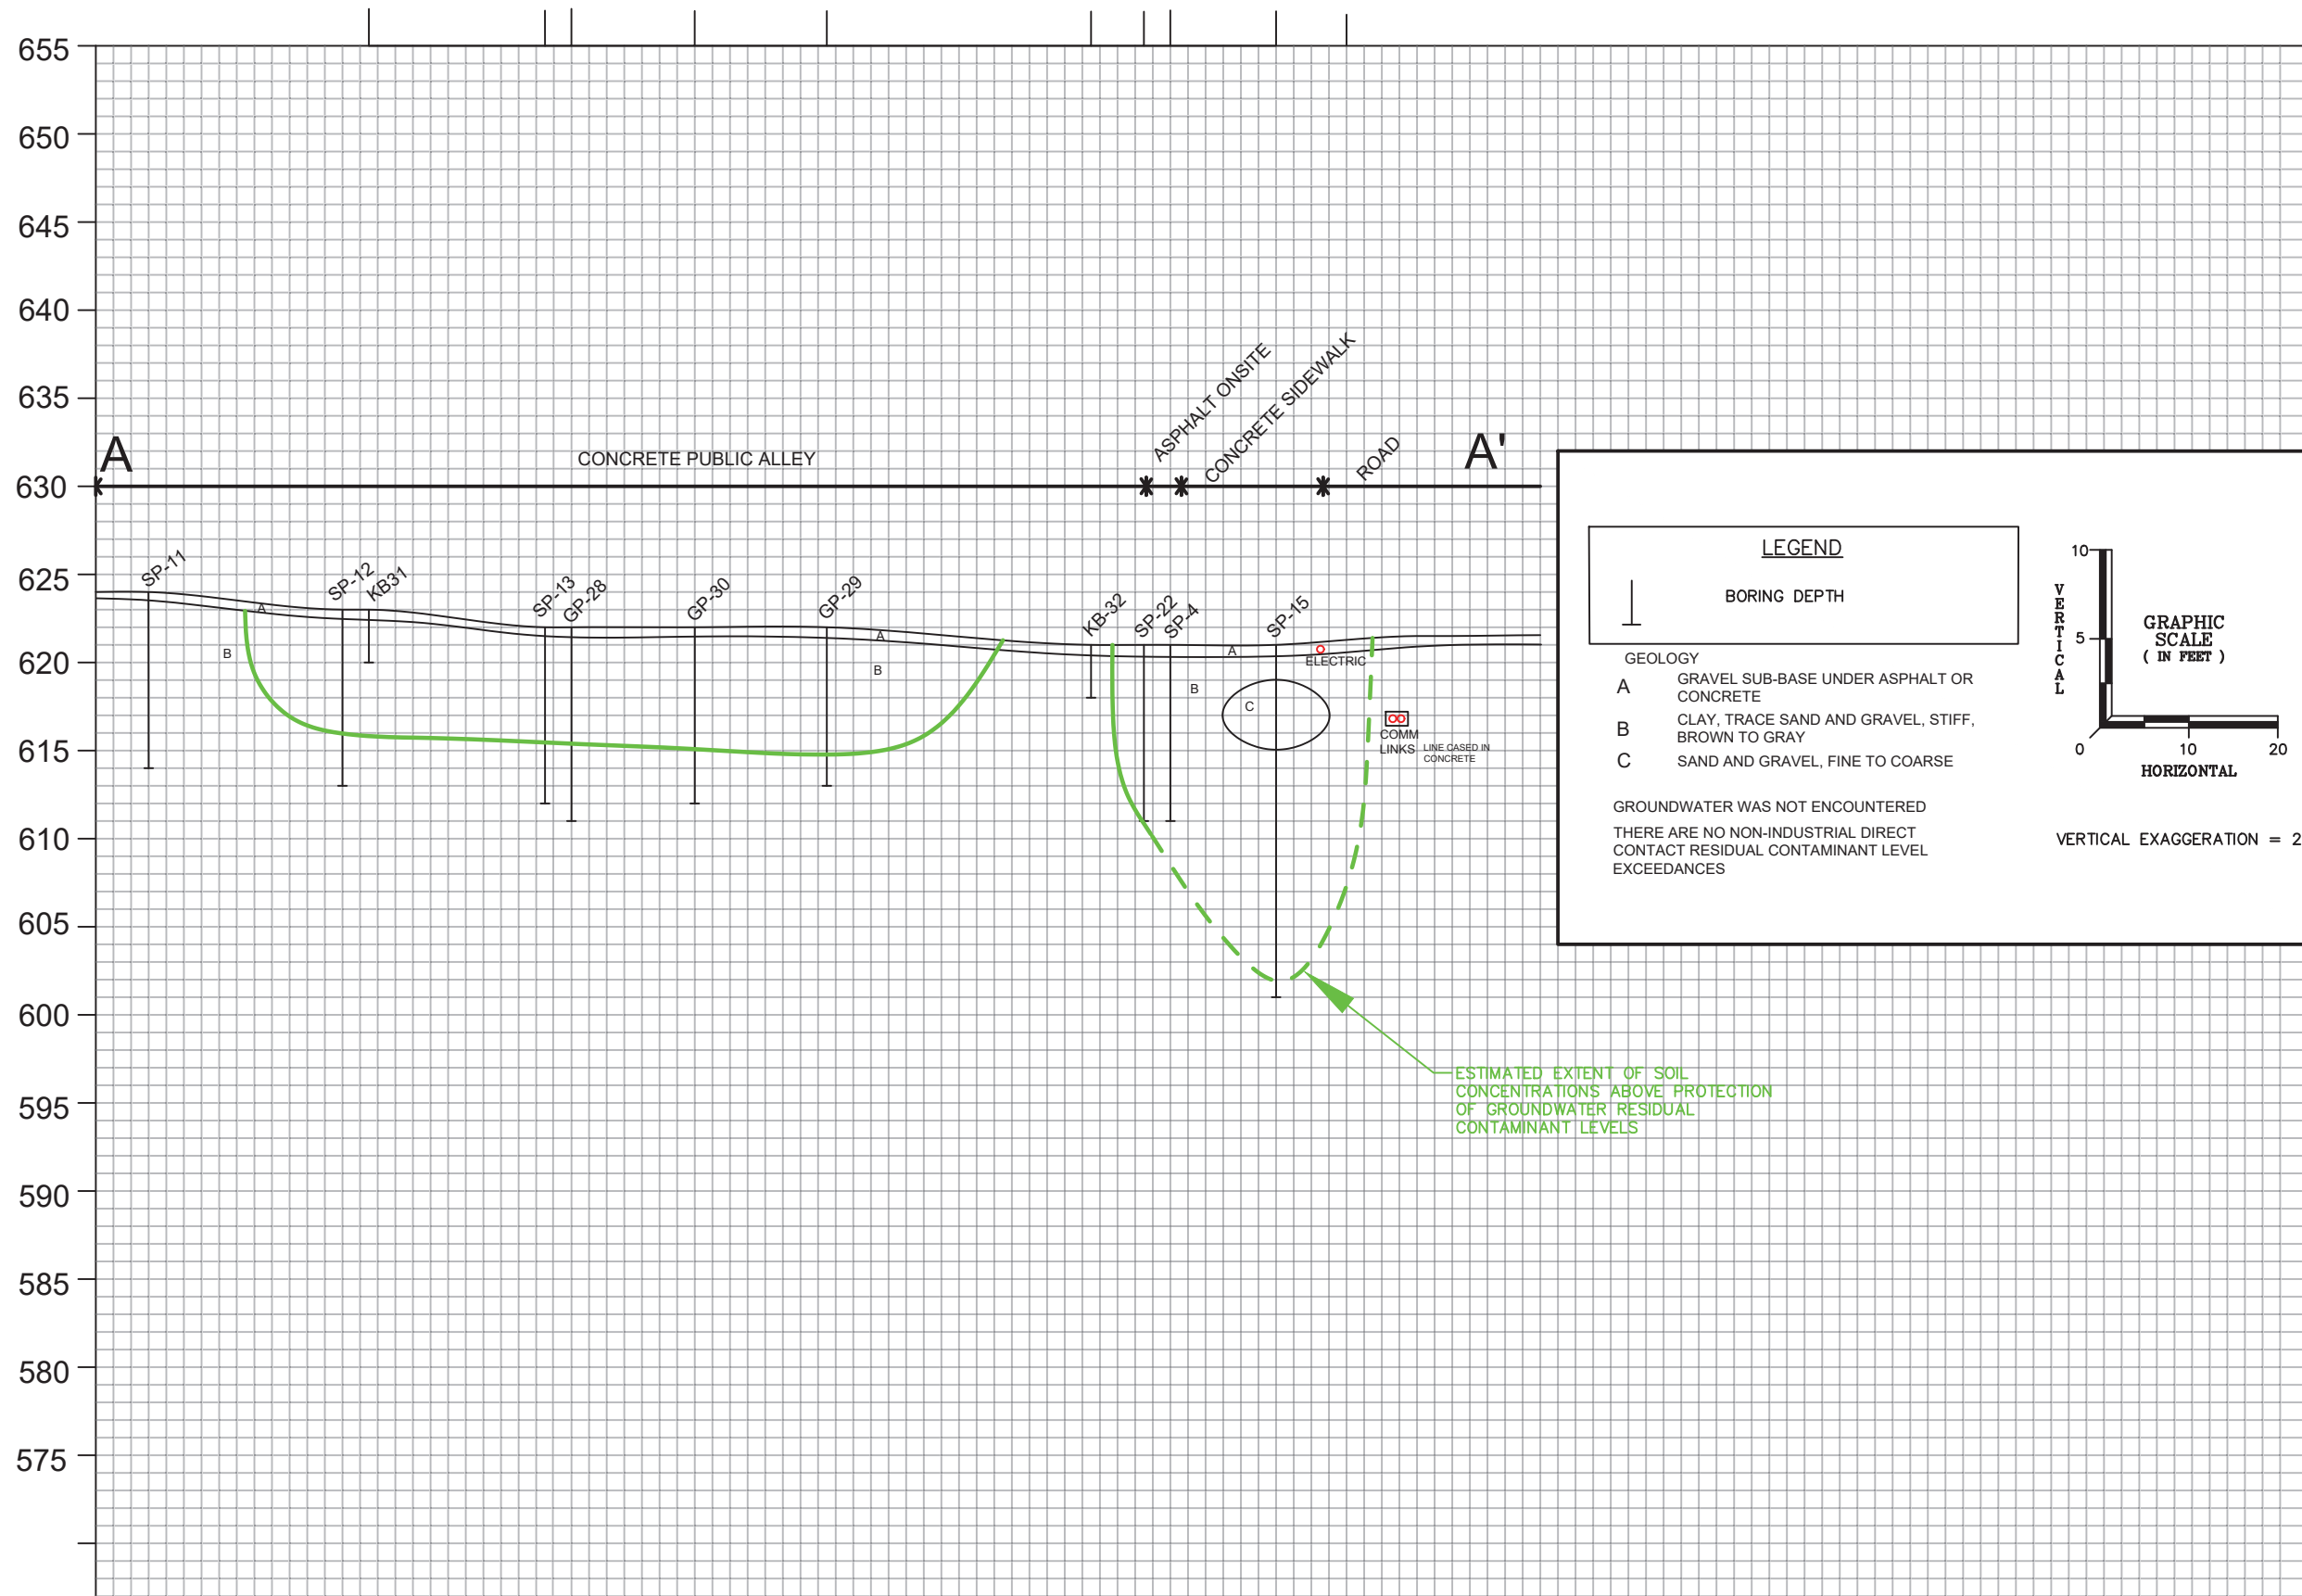 655
650
645
640
635
630
625
620
615
610
605
600
595
590
585
580
575
A
CONCRETE PUBLIC ALLEY
ASPHALT ONSITE
CONCRETE SIDEWALK
ROAD
A'
SP-11
SP-12
KB31
SP-13
GP-28
GP-30
GP-29
KB-32
SP-22
SP-4
SP-15
A
B
A
B
A
B
C
ELECTRIC
COMM
LINKS
LINE CASED IN
CONCRETE
LEGEND
BORING DEPTH
GEOLOGY
A
GRAVEL SUB-BASE UNDER ASPHALT OR
CONCRETE
B
CLAY, TRACE SAND AND GRAVEL, STIFF,
BROWN TO GRAY
C
SAND AND GRAVEL, FINE TO COARSE
GROUNDWATER WAS NOT ENCOUNTERED
THERE ARE NO NON-INDUSTRIAL DIRECT
CONTACT RESIDUAL CONTAMINANT LEVEL
EXCEEDANCES
10
5
VERTICAL
GRAPHIC
SCALE
( IN FEET )
0
10
20
HORIZONTAL
VERTICAL EXAGGERATION = 2
ESTIMATED EXTENT OF SOIL
CONCENTRATIONS ABOVE PROTECTION
OF GROUNDWATER RESIDUAL
CONTAMINANT LEVELS